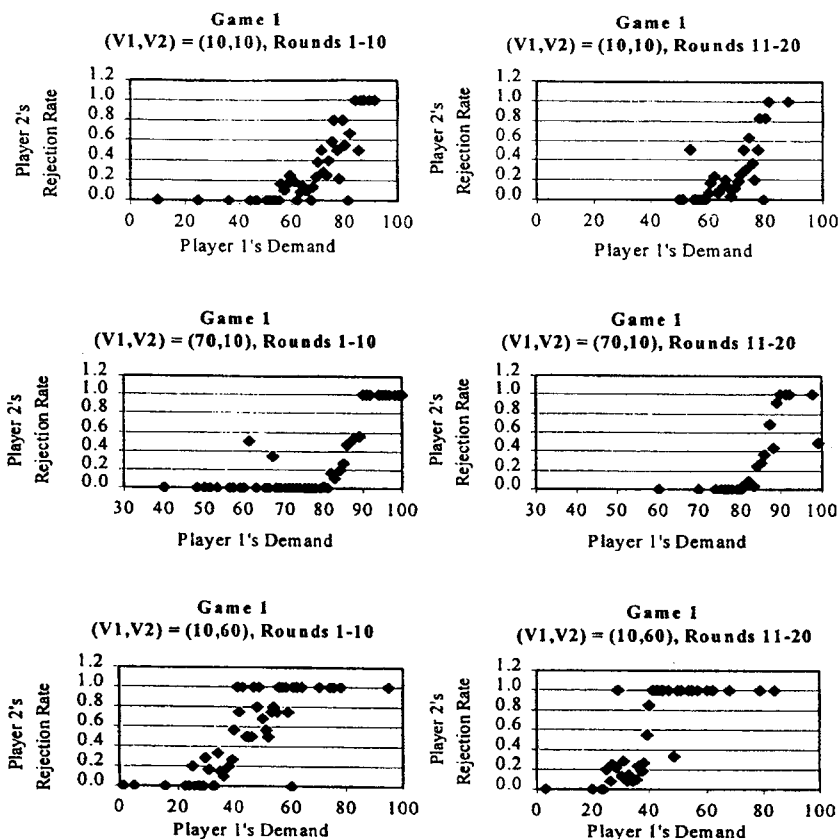 Game 1
(V1,V2) = (10,10), Rounds 1-10
Player 2's
Rejection Rate
1.2
1.0
0.8
0.6
0.4
0.2
0.0
0 20 40 60 80 100
Player 1's Demand
Game 1
(V1,V2) = (10,10), Rounds 11-20
Player 2's
Rejection Rate
1.2
1.0
0.8
0.6
0.4
0.2
0.0
0 20 40 60 80 100
Player 1's Demand
Game 1
(V1,V2) = (70,10), Rounds 1-10
Player 2's
Rejection Rate
1.2
1.0
0.8
0.6
0.4
0.2
0.0
30 40 50 60 70 80 90 100
Player 1's Demand
Game 1
(V1,V2) = (70,10), Rounds 11-20
Player 2's
Rejection Rate
1.2
1.0
0.8
0.6
0.4
0.2
0.0
30 40 50 60 70 80 90 100
Player 1's Demand
Game 1
(V1,V2) = (10,60), Rounds 1-10
Player 2's
Rejection Rate
1.2
1.0
0.8
0.6
0.4
0.2
0.0
0 20 40 60 80 100
Player 1's Demand
Game 1
(V1,V2) = (10,60), Rounds 11-20
Player 2's
Rejection Rate
1.2
1.0
0.8
0.6
0.4
0.2
0.0
0 20 40 60 80 100
Player 1's Demand